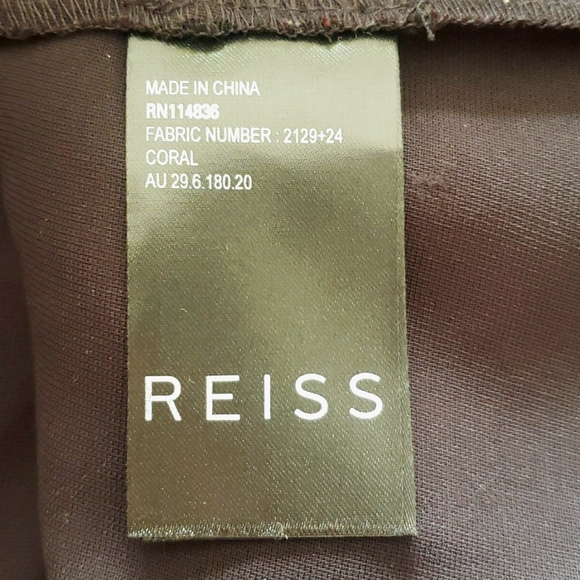 MADE IN CHINA
RN114836
FABRIC NUMBER : 2129+24
CORAL
AU 29.6.180.20
REISS